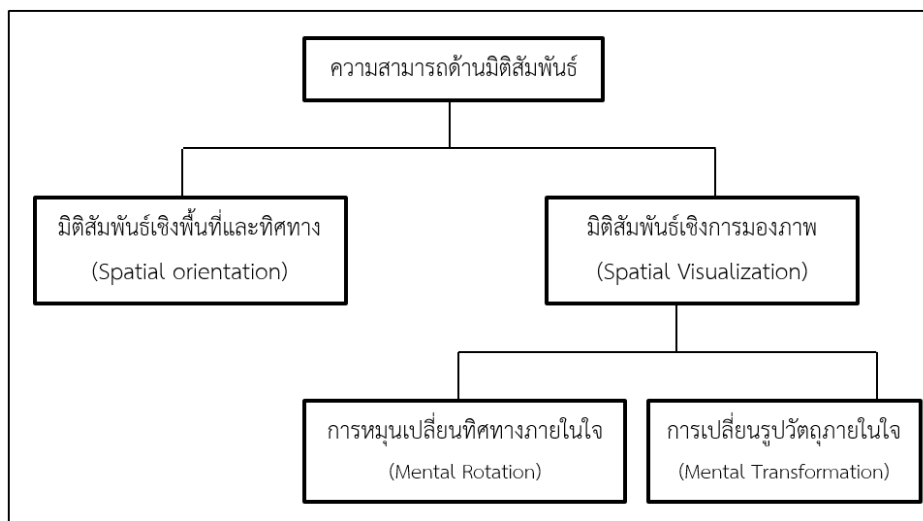 ความสามารถด้านมิติสัมพันธ์
มิติสัมพันธ์เชิงพื้นที่และทิศทาง
(Spatial orientation)
มิติสัมพันธ์เชิงการมองภาพ
(Spatial Visualization)
การหมุนเปลี่ยนทิศทางภายในใจ
(Mental Rotation)
การเปลี่ยนรูปวัตถุภายในใจ
(Mental Transformation)